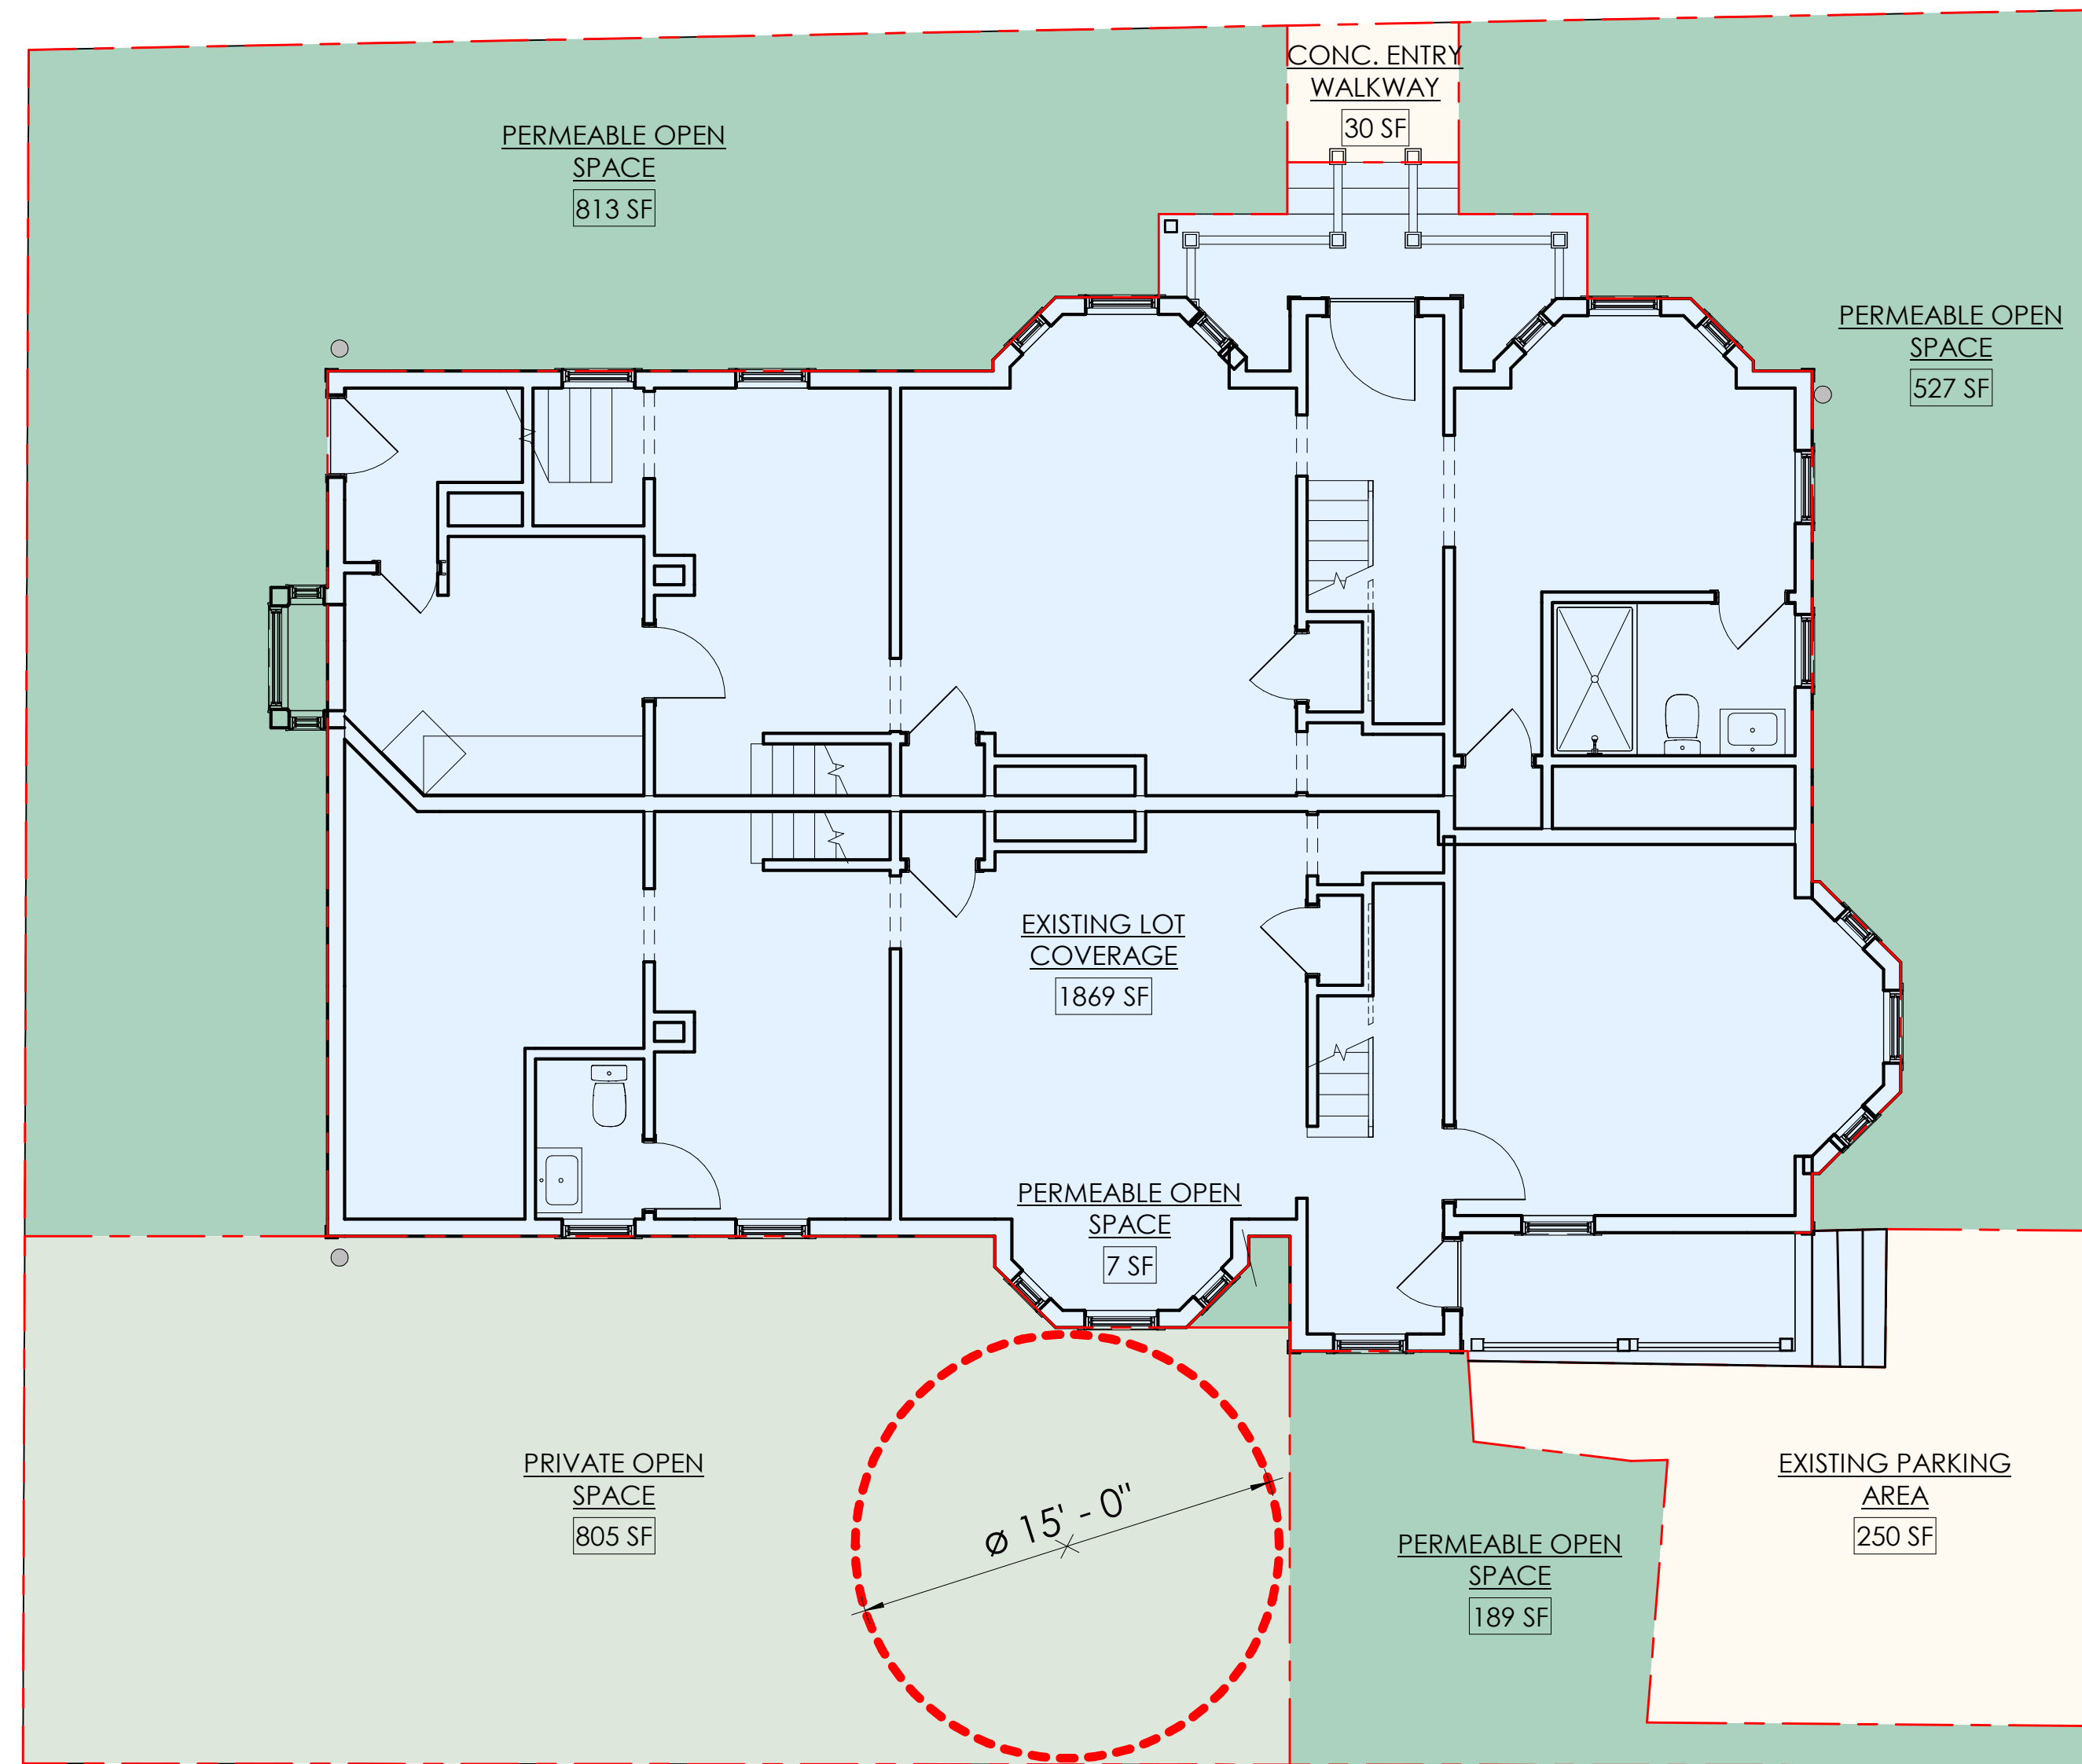 CONC. ENTRY
WALKWAY
30 SF
PERMEABLE OPEN
SPACE
813 SF
PERMEABLE OPEN
SPACE
527 SF
EXISTING LOT
COVERAGE
1869 SF
PERMEABLE OPEN
SPACE
7 SF
PRIVATE OPEN
SPACE
805 SF
ø 15' - 0"
PERMEABLE OPEN
SPACE
189 SF
EXISTING PARKING
AREA
250 SF